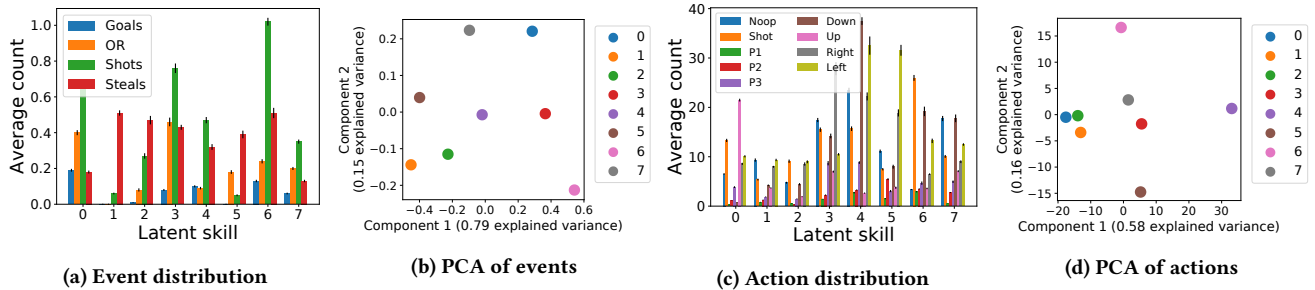 Average count
1.0
0.8
0.6
0.4
0.2
0.0
Goals
OR
Shots
Steals
0 1 2 3 4 5 6 7
Latent skill
(a) Event distribution
Component 2
(0.15 explained variance)
0.2
0.1
0.0
−0.1
−0.2
−0.4 −0.2 0.0 0.2 0.4 0.6
Component 1 (0.79 explained variance)
0
1
2
3
4
5
6
7
(b) PCA of events
Average count
30
20
10
0
Noop
Shot
P1
P2
P3
Down
Up
Right
Left
0 1 2 3 4 5 6 7
Latent skill
(c) Action distribution
Component 2
(0.16 explained variance)
15
10
5
0
−5
−10
−15
−20 −10 0 10 20 30
Component 1 (0.58 explained variance)
0
1
2
3
4
5
6
7
(d) PCA of actions